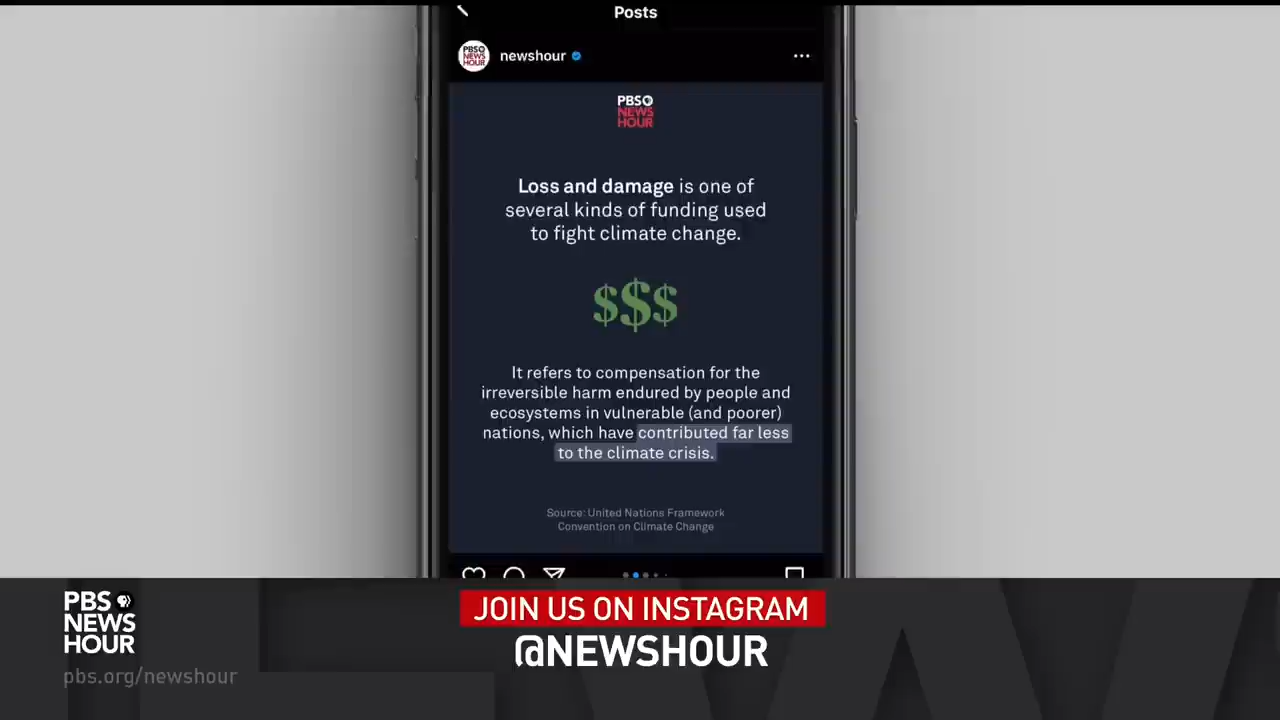 Posts
PBS NEWS HOUR
newshour
PBS
NEWS
HOUR
Loss and damage is one of
several kinds of funding used
to fight climate change.
$$$
It refers to compensation for the
irreversible harm endured by people and
ecosystems in vulnerable (and poorer)
nations, which have contributed far less
to the climate crisis.
Source: United Nations Framework
Convention on Climate Change
PBS
NEWS
HOUR
pbs.org/newshour
JOIN US ON INSTAGRAM
@NEWSHOUR